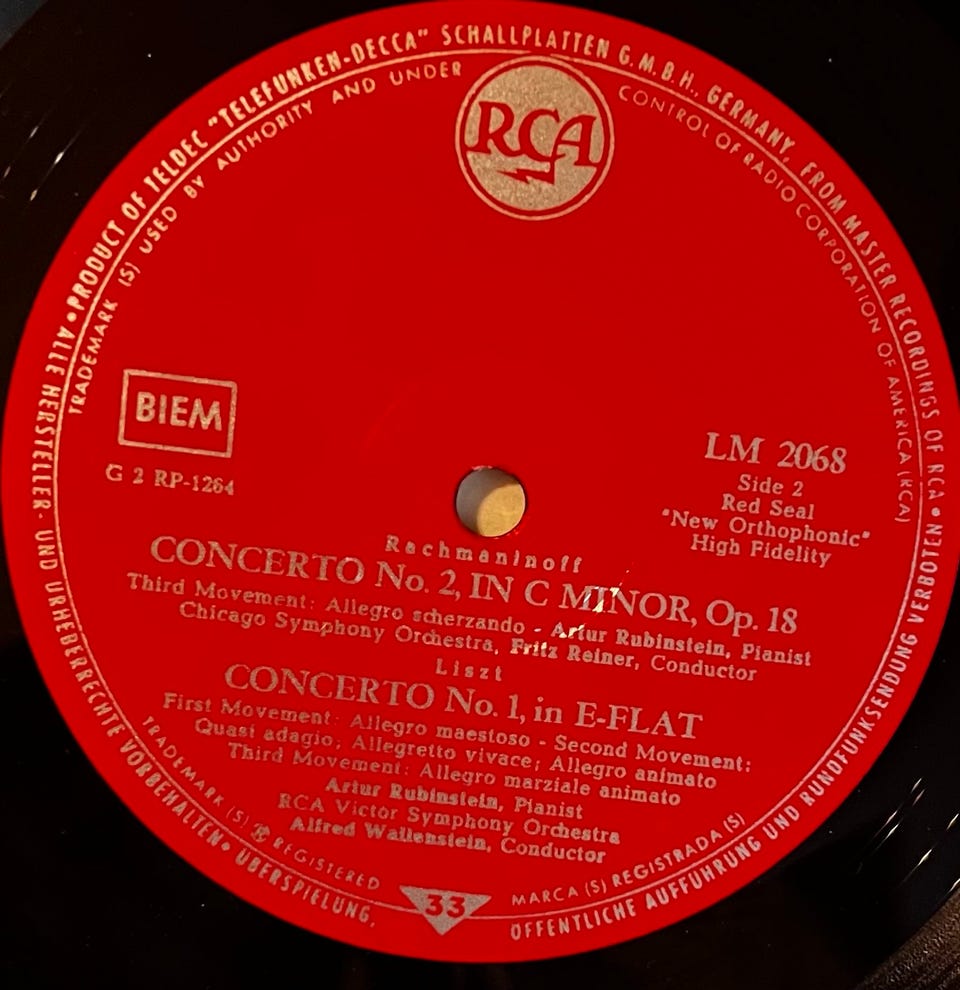 • PRODUCT OF TELDEC "TELEFUNKEN-DECCA" SCHALLPLATTEN G.M.B.H., GERMANY, FROM MASTER RECORDINGS OF RCA •
TRADEMARK (S) USED BY AUTHORITY AND UNDER CONTROL OF RADIO CORPORATION OF AMERICA (RCA)
RCA
BIEM
G 2 RP-1264
LM 2068
Side 2
Red Seal
"New Orthophonic"
High Fidelity
Rachmaninoff
CONCERTO No. 2, IN C MINOR, Op. 18
Third Movement: Allegro scherzando - Artur Rubinstein, Pianist
Chicago Symphony Orchestra, Fritz Reiner, Conductor
Liszt
CONCERTO No. 1, in E-FLAT
First Movement: Allegro maestoso - Second Movement:
Quasi adagio; Allegretto vivace; Allegro animato
Third Movement: Allegro marziale animato
Artur Rubinstein, Pianist
RCA Victor Symphony Orchestra
Alfred Wallenstein, Conductor
TRADEMARK (S) ® REGISTERED
33
MARCA (S) REGISTRADA (S)
ALLE HERSTELLER- UND URHEBERRECHTE VORBEHALTEN • ÜBERSPIELUNG,
ÖFFENTLICHE AUFFÜHRUNG UND RUNDFUNKSENDUNG VERBOTEN